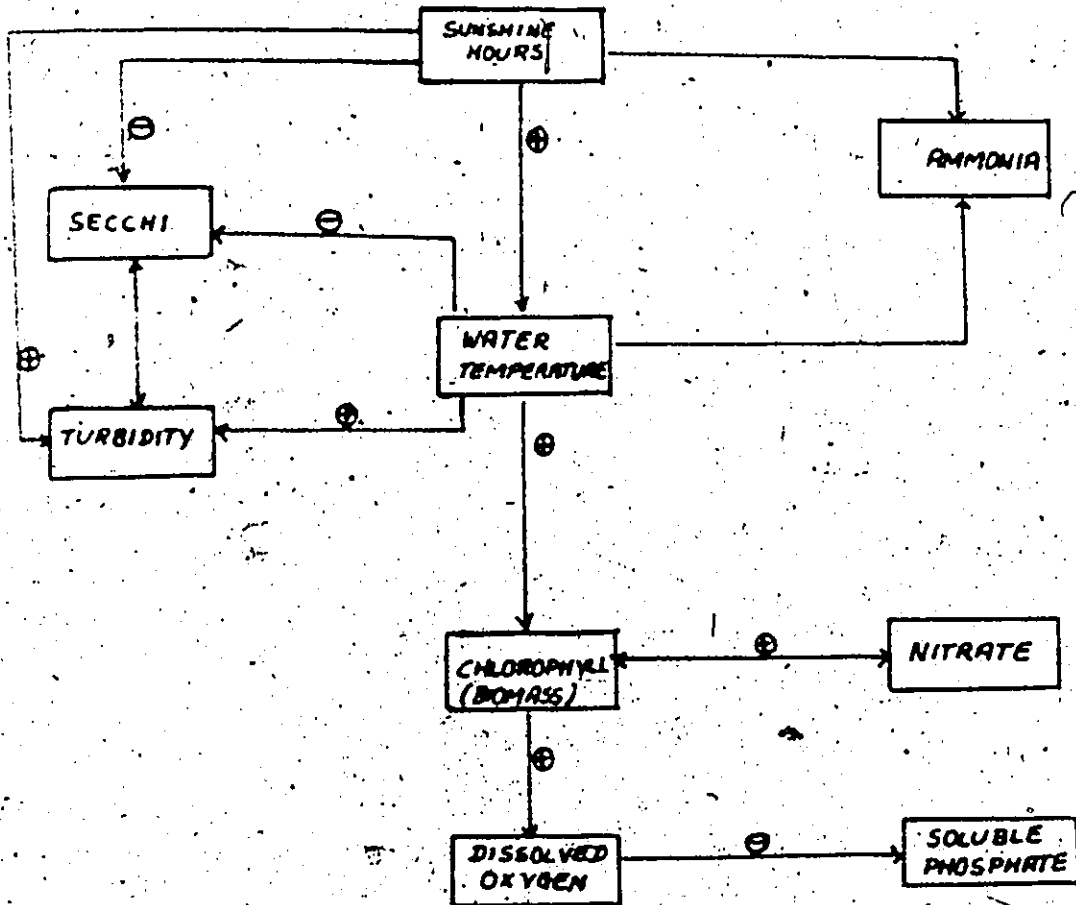 SUNSHINE
HOURS
⊖
⊕
AMMONIA
SECCHI
⊖
WATER
TEMPERATURE
⊕
TURBIDITY
⊕
⊕
CHLOROPHYLL
(BIOMASS)
⊕
NITRATE
⊕
DISSOLVED
OXYGEN
⊖
SOLUBLE
PHOSPHATE